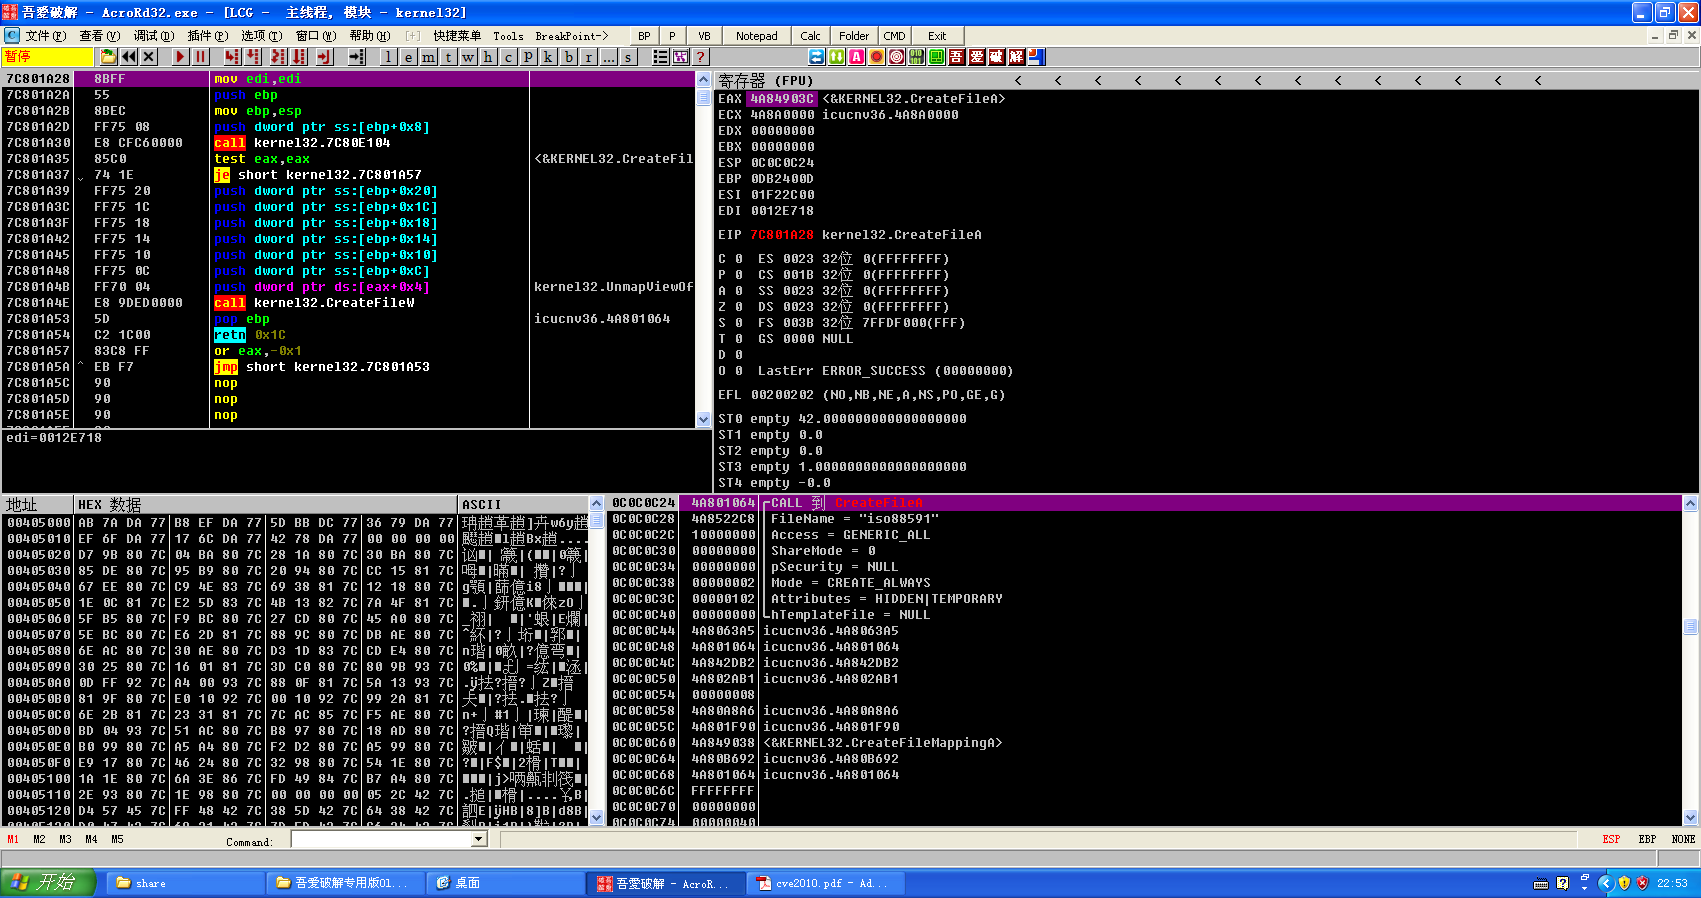 吾愛破解 - AcroRd32.exe - [LCG - 主线程, 模块 - kernel32]
文件(F) 查看(V) 调试(D) 插件(P) 选项(T) 窗口(W) 帮助(H) [+] 快捷菜单 Tools BreakPoint-> BP P VB Notepad Calc Folder CMD Exit
暂停 l e m t w h c P k b r ... s ? 吾 爱 破 解
7C801A28 8BFF mov edi,edi
7C801A2A 55 push ebp
7C801A2B 8BEC mov ebp,esp
7C801A2D FF75 08 push dword ptr ss:[ebp+0x8]
7C801A30 E8 CFC60000 call kernel32.7C80E104
7C801A35 85C0 test eax,eax <&KERNEL32.CreateFil
7C801A37 74 1E je short kernel32.7C801A57
7C801A39 FF75 20 push dword ptr ss:[ebp+0x20]
7C801A3C FF75 1C push dword ptr ss:[ebp+0x1C]
7C801A3F FF75 18 push dword ptr ss:[ebp+0x18]
7C801A42 FF75 14 push dword ptr ss:[ebp+0x14]
7C801A45 FF75 10 push dword ptr ss:[ebp+0x10]
7C801A48 FF75 0C push dword ptr ss:[ebp+0xC]
7C801A4B FF70 04 push dword ptr ds:[eax+0x4] kernel32.UnmapViewOf
7C801A4E E8 9DED0000 call kernel32.CreateFileW
7C801A53 5D pop ebp icucnv36.4A801064
7C801A54 C2 1C00 retn 0x1C
7C801A57 83C8 FF or eax,-0x1
7C801A5A ^ EB F7 jmp short kernel32.7C801A53
7C801A5C 90 nop
7C801A5D 90 nop
7C801A5E 90 nop
edi=0012E718
寄存器 (FPU) < < < < < < < < < < < < < <
EAX 4A84903C <&KERNEL32.CreateFileA>
ECX 4A8A0000 icucnv36.4A8A0000
EDX 00000000
EBX 00000000
ESP 0C0C0C24
EBP 0DB2400D
ESI 01F22C00
EDI 0012E718
EIP 7C801A28 kernel32.CreateFileA
C 0 ES 0023 32位 0(FFFFFFFF)
P 0 CS 001B 32位 0(FFFFFFFF)
A 0 SS 0023 32位 0(FFFFFFFF)
Z 0 DS 0023 32位 0(FFFFFFFF)
S 0 FS 003B 32位 7FFDF000(FFF)
T 0 GS 0000 NULL
D 0
O 0 LastErr ERROR_SUCCESS (00000000)
EFL 00200202 (NO,NB,NE,A,NS,PO,GE,G)
ST0 empty 42.000000000000000000
ST1 empty 0.0
ST2 empty 0.0
ST3 empty 1.0000000000000000000
ST4 empty -0.0
地址 HEX 数据 ASCII
00405000 AB 7A DA 77 B8 EF DA 77 5D BB DC 77 36 79 DA 77
00405010 EF 6F DA 77 17 6C DA 77 42 78 DA 77 00 00 00 00
00405020 D7 9B 80 7C 04 BA 80 7C 28 1A 80 7C 30 BA 80 7C
00405030 85 DE 80 7C 95 B9 80 7C 20 94 80 7C CC 15 81 7C
00405040 67 EE 80 7C C9 4E 83 7C 69 38 81 7C 12 18 80 7C
00405050 1E 0C 81 7C E2 5D 83 7C 4B 13 82 7C 7A 4F 81 7C
00405060 5F B5 80 7C F9 BC 80 7C 27 CD 80 7C 45 A0 80 7C
00405070 5E BC 80 7C E6 2D 81 7C 88 9C 80 7C DB AE 80 7C
00405080 6E AC 80 7C 30 AE 80 7C D3 1D 83 7C CD E4 80 7C
00405090 30 25 80 7C 16 01 81 7C 3D C0 80 7C 80 9B 93 7C
004050A0 0D FF 92 7C A4 00 93 7C 88 0F 81 7C 5A 13 93 7C
004050B0 81 9F 80 7C E0 10 92 7C 00 10 92 7C 99 2A 81 7C
004050C0 6E 2B 81 7C 23 31 81 7C 7C AC 85 7C F5 AE 80 7C
004050D0 BD 04 93 7C 51 AC 80 7C B8 97 80 7C 18 AD 80 7C
004050E0 B0 99 80 7C A5 A4 80 7C F2 D2 80 7C A5 99 80 7C
004050F0 E9 17 80 7C 46 24 80 7C 32 98 80 7C 54 1E 80 7C
00405100 1A 1E 80 7C 6A 3E 86 7C FD 49 84 7C B7 A4 80 7C
00405110 2E 93 80 7C 1E 98 80 7C 00 00 00 00 05 2C 42 7C
00405120 D4 57 45 7C FF 48 42 7C 38 5D 42 7C 64 38 42 7C
0C0C0C24 4A801064 CALL 到 CreateFileA
0C0C0C28 4A8522C8 FileName = "iso88591"
0C0C0C2C 10000000 Access = GENERIC_ALL
0C0C0C30 00000000 ShareMode = 0
0C0C0C34 00000000 pSecurity = NULL
0C0C0C38 00000002 Mode = CREATE_ALWAYS
0C0C0C3C 00000102 Attributes = HIDDEN|TEMPORARY
0C0C0C40 00000000 hTemplateFile = NULL
0C0C0C44 4A8063A5 icucnv36.4A8063A5
0C0C0C48 4A801064 icucnv36.4A801064
0C0C0C4C 4A842DB2 icucnv36.4A842DB2
0C0C0C50 4A802AB1 icucnv36.4A802AB1
0C0C0C54 00000008
0C0C0C58 4A80A8A6 icucnv36.4A80A8A6
0C0C0C5C 4A801F90 icucnv36.4A801F90
0C0C0C60 4A849038 <&KERNEL32.CreateFileMappingA>
0C0C0C64 4A80B692 icucnv36.4A80B692
0C0C0C68 4A801064 icucnv36.4A801064
0C0C0C6C FFFFFFFF
0C0C0C70 00000000
0C0C0C74 00000040
M1 M2 M3 M4 M5 Command: ESP EBP NONE
开始 share 吾爱破解专用版Ol... 桌面 吾爱破解 - AcroR... cve2010.pdf - Ad... 22:53